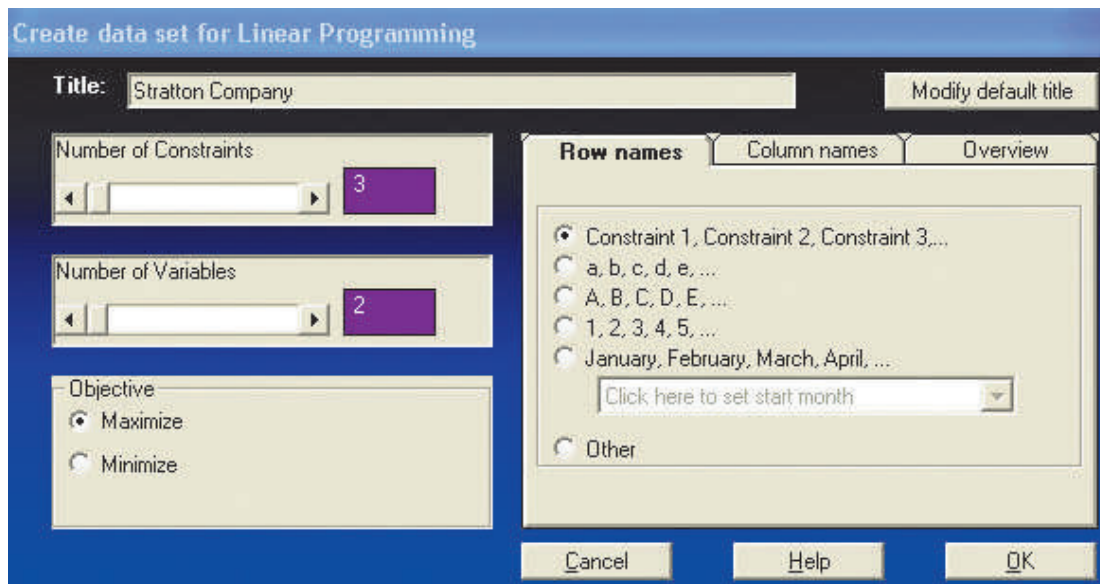 Create data set for Linear Programming
Title: Stratton Company
Modify default title
Number of Constraints
3
Number of Variables
2
Objective
Maximize
Minimize
Row names Column names Overview
Constraint 1, Constraint 2, Constraint 3,...
a, b, c, d, e, ...
A, B, C, D, E, ...
1, 2, 3, 4, 5, ...
January, February, March, April, ...
Click here to set start month
Other
Cancel Help OK